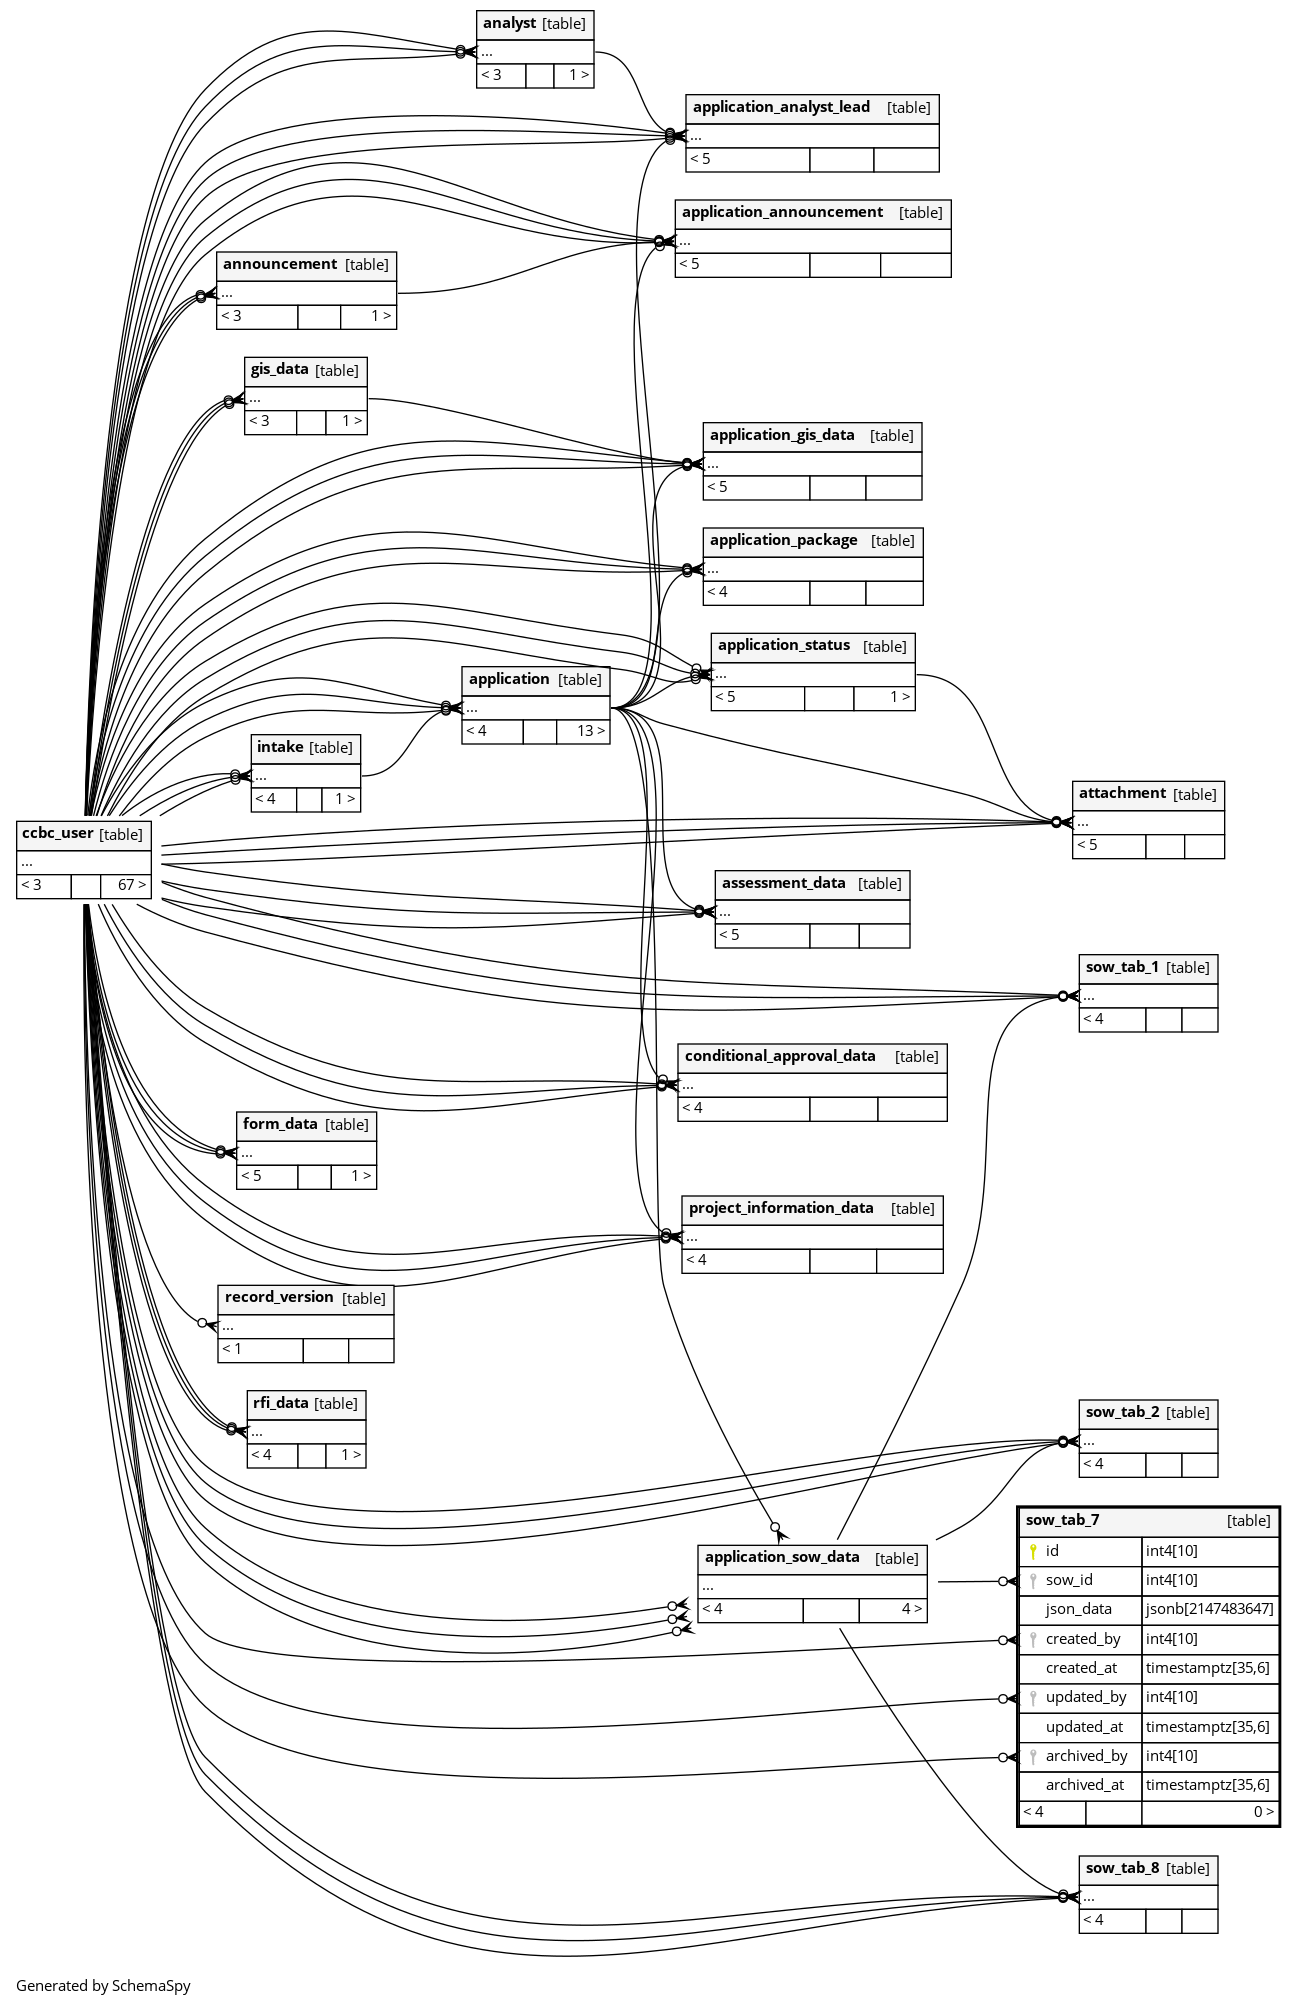 analyst [table]
...
< 3 1 >
application_analyst_lead [table]
...
< 5
application_announcement [table]
...
< 5
announcement [table]
...
< 3 1 >
gis_data [table]
...
< 3 1 >
application_gis_data [table]
...
< 5
application_package [table]
...
< 4
application_status [table]
...
< 5 1 >
application [table]
...
< 4 13 >
intake [table]
...
< 4 1 >
attachment [table]
...
< 5
ccbc_user [table]
...
< 3 67 >
assessment_data [table]
...
< 5
sow_tab_1 [table]
...
< 4
conditional_approval_data [table]
...
< 4
form_data [table]
...
< 5 1 >
project_information_data [table]
...
< 4
record_version [table]
...
< 1
rfi_data [table]
...
< 4 1 >
sow_tab_2 [table]
...
< 4
sow_tab_7 [table]
id int4[10]
sow_id int4[10]
json_data jsonb[2147483647]
created_by int4[10]
created_at timestamptz[35,6]
updated_by int4[10]
updated_at timestamptz[35,6]
archived_by int4[10]
archived_at timestamptz[35,6]
< 4 0 >
application_sow_data [table]
...
< 4 4 >
sow_tab_8 [table]
...
< 4
Generated by SchemaSpy